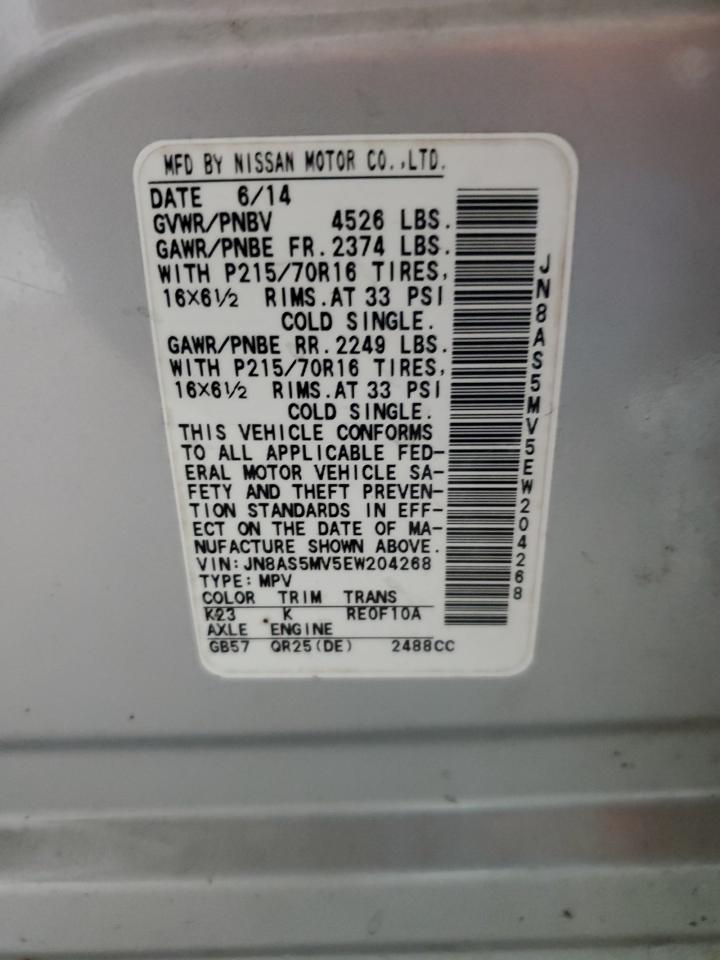 MFD BY NISSAN MOTOR CO.,LTD.
DATE 6/14
GVWR/PNBV 4526 LBS.
GAWR/PNBE FR. 2374 LBS.
WITH P215/70R16 TIRES,
16×6½ RIMS. AT 33 PSI
COLD SINGLE.
GAWR/PNBE RR. 2249 LBS.
WITH P215/70R16 TIRES,
16×6½ RIMS. AT 33 PSI
COLD SINGLE.
THIS VEHICLE CONFORMS
TO ALL APPLICABLE FED-
ERAL MOTOR VEHICLE SA-
FETY AND THEFT PREVEN-
TION STANDARDS IN EFF-
ECT ON THE DATE OF MA-
NUFACTURE SHOWN ABOVE.
VIN: JN8AS5MV5EW204268
TYPE: MPV
COLOR TRIM TRANS
K23 K RE0F10A
AXLE ENGINE
GB57 QR25(DE) 2488CC
JN8AS5MV5EW204268